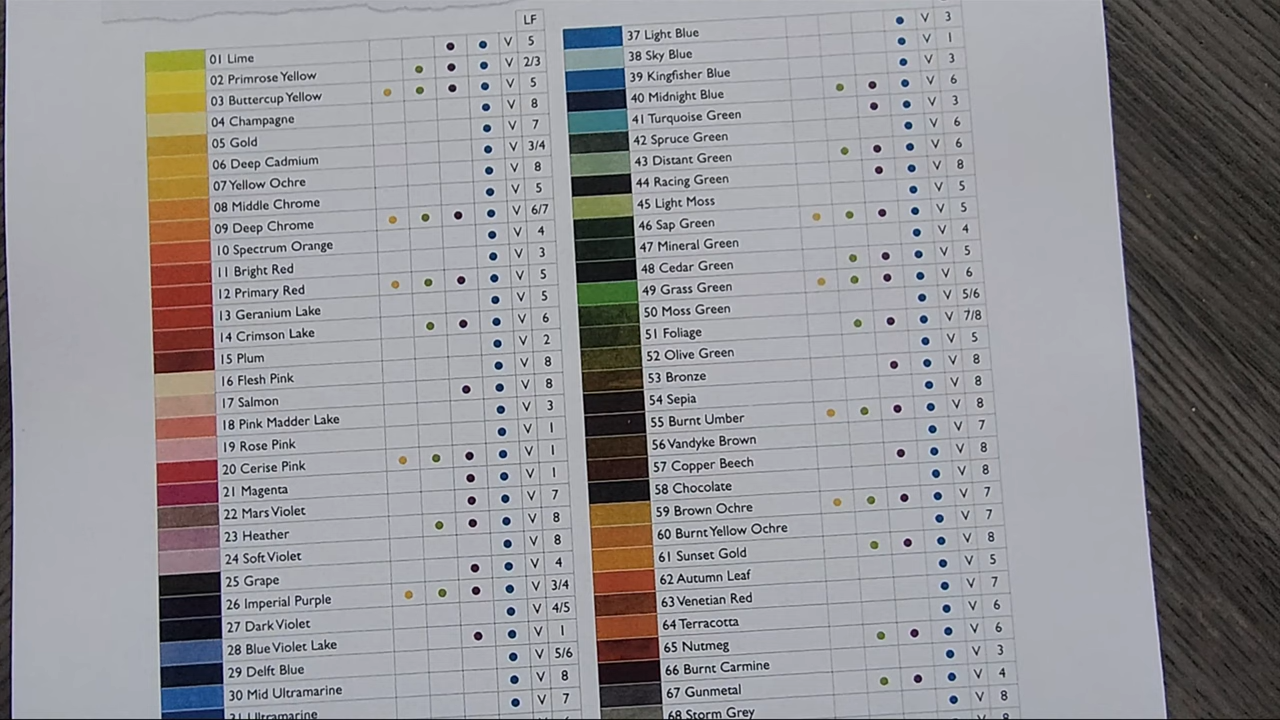 LF
01 Lime V 5
02 Primrose Yellow V 2/3
03 Buttercup Yellow V 5
04 Champagne V 8
05 Gold V 7
06 Deep Cadmium V 3/4
07 Yellow Ochre V 8
08 Middle Chrome V 5
09 Deep Chrome V 6/7
10 Spectrum Orange V 4
11 Bright Red V 3
12 Primary Red V 5
13 Geranium Lake V 5
14 Crimson Lake V 6
15 Plum V 2
16 Flesh Pink V 8
17 Salmon V 8
18 Pink Madder Lake V 3
19 Rose Pink V 1
20 Cerise Pink V 1
21 Magenta V 1
22 Mars Violet V 7
23 Heather V 8
24 Soft Violet V 8
25 Grape V 4
26 Imperial Purple V 3/4
27 Dark Violet V 4/5
28 Blue Violet Lake V 1
29 Delft Blue V 5/6
30 Mid Ultramarine V 8
31 Ultramarine V 7
37 Light Blue V 3
38 Sky Blue V 1
39 Kingfisher Blue V 3
40 Midnight Blue V 6
41 Turquoise Green V 3
42 Spruce Green V 6
43 Distant Green V 6
44 Racing Green V 8
45 Light Moss V 5
46 Sap Green V 5
47 Mineral Green V 4
48 Cedar Green V 5
49 Grass Green V 6
50 Moss Green V 5/6
51 Foliage V 7/8
52 Olive Green V 5
53 Bronze V 8
54 Sepia V 8
55 Burnt Umber V 8
56 Vandyke Brown V 7
57 Copper Beech V 8
58 Chocolate V 8
59 Brown Ochre V 7
60 Burnt Yellow Ochre V 7
61 Sunset Gold V 8
62 Autumn Leaf V 5
63 Venetian Red V 7
64 Terracotta V 6
65 Nutmeg V 6
66 Burnt Carmine V 3
67 Gunmetal V 4
68 Storm Grey V 8